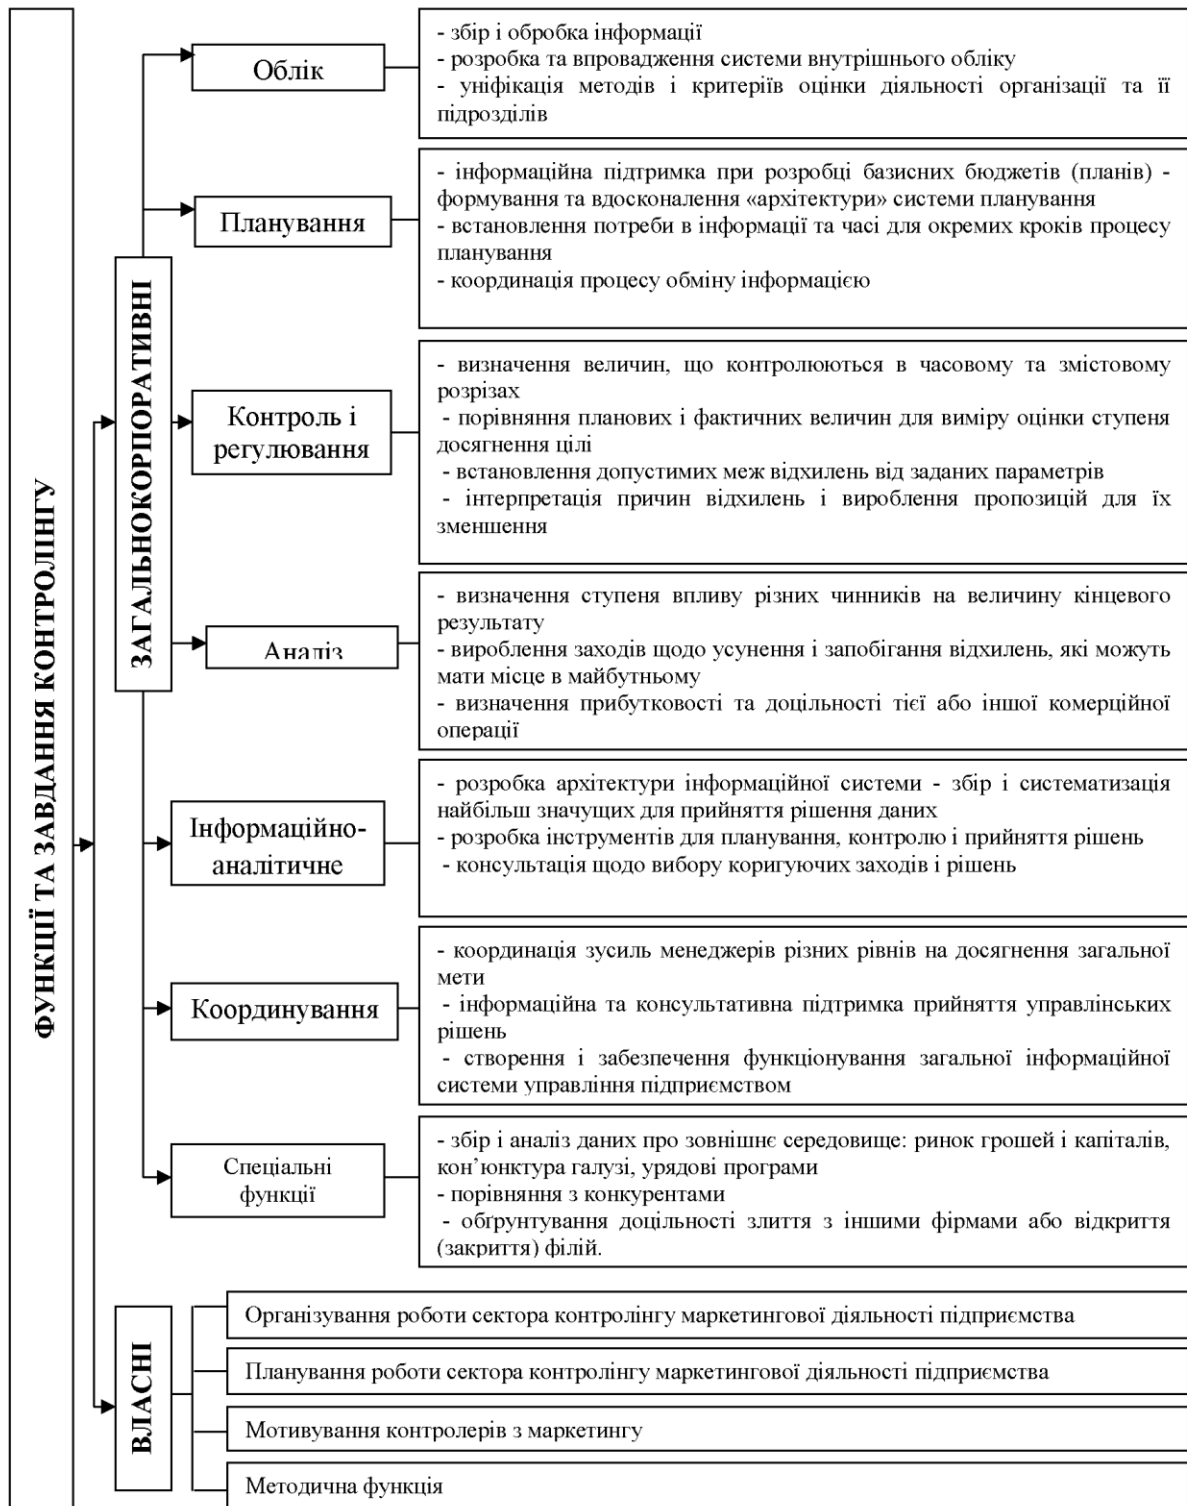 ФУНКЦІЇ ТА ЗАВДАННЯ КОНТРОЛІНГУ
ЗАГАЛЬНОКОРПОРАТИВНІ
Облік
- збір і обробка інформації
- розробка та впровадження системи внутрішнього обліку
- уніфікація методів і критеріїв оцінки діяльності організації та її
підрозділів
Планування
- інформаційна підтримка при розробці базисних бюджетів (планів) -
формування та вдосконалення «архітектури» системи планування
- встановлення потреби в інформації та часі для окремих кроків процесу
планування
- координація процесу обміну інформацією
Контроль і
регулювання
- визначення величин, що контролюються в часовому та змістовому
розрізах
- порівняння планових і фактичних величин для виміру оцінки ступеня
досягнення цілі
- встановлення допустимих меж відхилень від заданих параметрів
- інтерпретація причин відхилень і вироблення пропозицій для їх
зменшення
Аналіз
- визначення ступеня впливу різних чинників на величину кінцевого
результату
- вироблення заходів щодо усунення і запобігання відхилень, які можуть
мати місце в майбутньому
- визначення прибутковості та доцільності тієї або іншої комерційної
операції
Інформаційно-
аналітичне
- розробка архітектури інформаційної системи - збір і систематизація
найбільш значущих для прийняття рішення даних
- розробка інструментів для планування, контролю і прийняття рішень
- консультація щодо вибору коригуючих заходів і рішень
Координування
- координація зусиль менеджерів різних рівнів на досягнення загальної
мети
- інформаційна та консультативна підтримка прийняття управлінських
рішень
- створення і забезпечення функціонування загальної інформаційної
системи управління підприємством
Спеціальні
функції
- збір і аналіз даних про зовнішнє середовище: ринок грошей і капіталів,
кон’юнктура галузі, урядові програми
- порівняння з конкурентами
- обґрунтування доцільності злиття з іншими фірмами або відкриття
(закриття) філій.
ВЛАСНІ
Організування роботи сектора контролінгу маркетингової діяльності підприємства
Планування роботи сектора контролінгу маркетингової діяльності підприємства
Мотивування контролерів з маркетингу
Методична функція